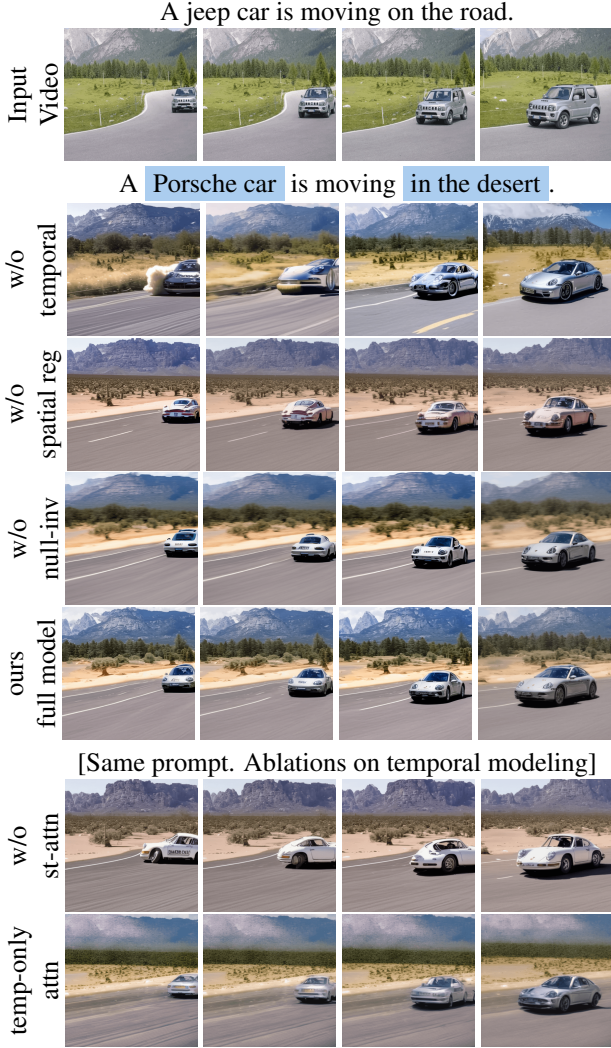 A jeep car is moving on the road.
Input
Video
A Porsche car is moving in the desert .
w/o
temporal
w/o
spatial reg
w/o
null-inv
ours
full model
[Same prompt. Ablations on temporal modeling]
w/o
st-attn
temp-only
attn